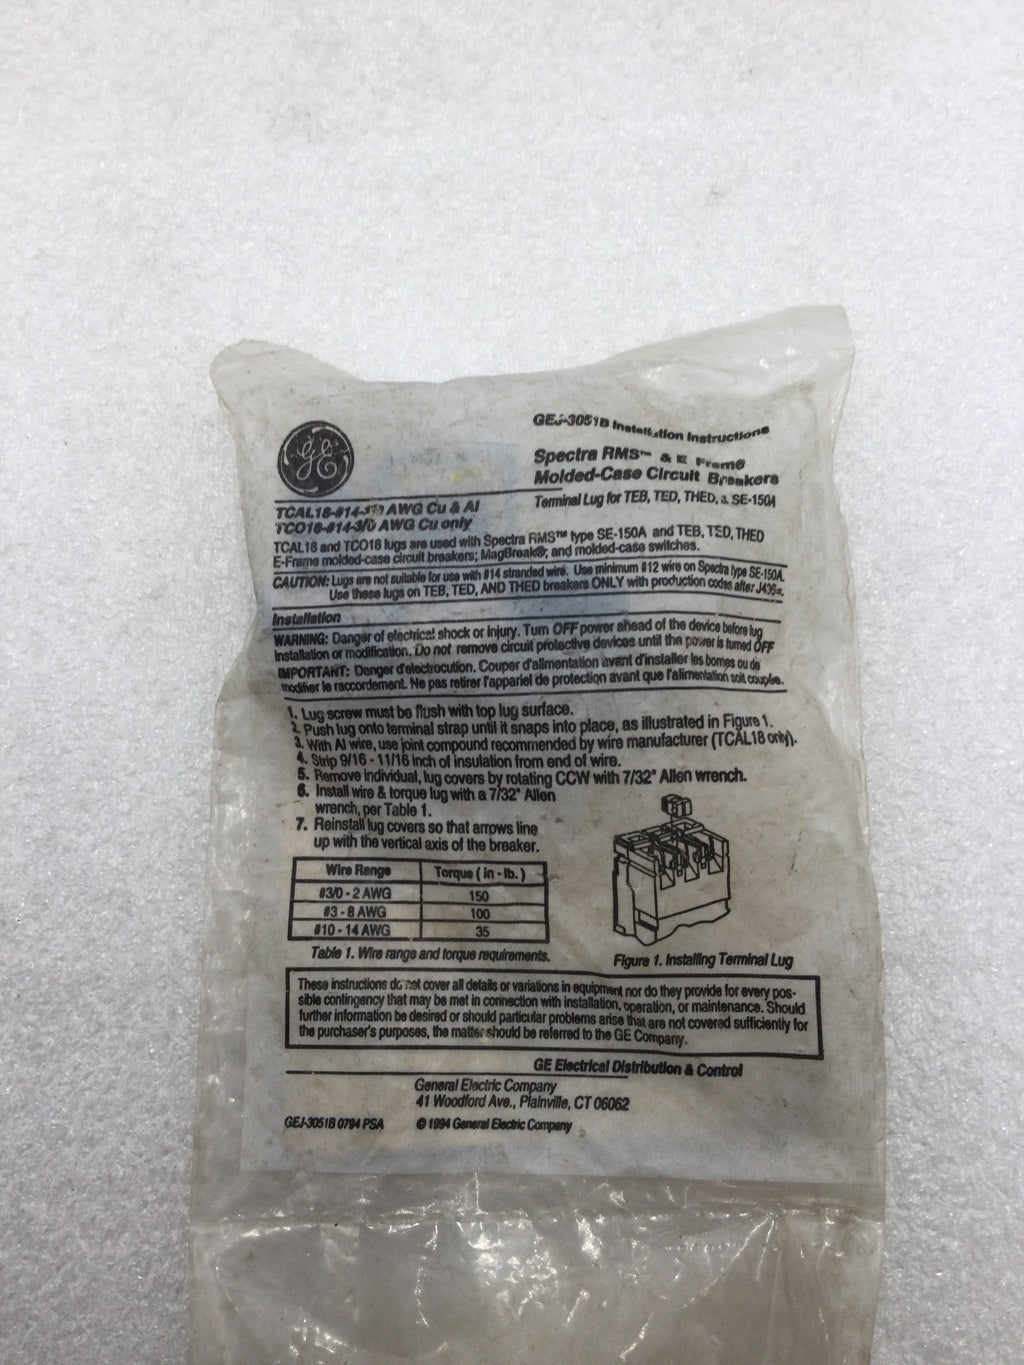 GE
GEJ-3051B Installation Instructions
Spectra RMS™ & E Frame
Molded-Case Circuit Breakers
Terminal Lug for TEB, TED, THED, & SE-150A
TCAL18-#14-3/0 AWG Cu & Al
TCO18-#14-3/0 AWG Cu only
TCAL18 and TCO18 lugs are used with Spectra RMS™ type SE-150A and TEB, TED, THED
E-Frame molded-case circuit breakers; MagBreak®; and molded-case switches.
CAUTION: Lugs are not suitable for use with #14 stranded wire. Use minimum #12 wire on Spectra type SE-150A.
Use these lugs on TEB, TED, AND THED breakers ONLY with production codes after
Installation
WARNING: Danger of electrical shock or injury. Turn OFF power ahead of the device before lug
installation or modification. Do not remove circuit protective devices until the power is turned OFF
IMPORTANT: Danger d'electrocution. Couper d'alimentation avant d'installer les bornes ou de
modifier le raccordement. Ne pas retirer l'appariel de protection avant que l'alimentation soit coupée.
1. Lug screw must be flush with top lug surface.
2. Push lug onto terminal strap until it snaps into place, as illustrated in Figure 1.
3. With Al wire, use joint compound recommended by wire manufacturer (TCAL18 only).
4. Strip 9/16 - 11/16 inch of insulation from end of wire.
5. Remove individual, lug covers by rotating CCW with 7/32" Allen wrench.
6. Install wire & torque lug with a 7/32" Allen
wrench, per Table 1.
7. Reinstall lug covers so that arrows line
up with the vertical axis of the breaker.
Wire Range Torque ( in - lb. )
#3/0 - 2 AWG 150
#3 - 8 AWG 100
#10 - 14 AWG 35
Table 1. Wire range and torque requirements.
Figure 1. Installing Terminal Lug
These instructions do not cover all details or variations in equipment nor do they provide for every pos-
sible contingency that may be met in connection with installation, operation, or maintenance. Should
further information be desired or should particular problems arise that are not covered sufficiently for
the purchaser's purposes, the matter should be referred to the GE Company.
GE Electrical Distribution & Control
General Electric Company
41 Woodford Ave., Plainville, CT 06062
GEJ-3051B 0794 PSA © 1994 General Electric Company